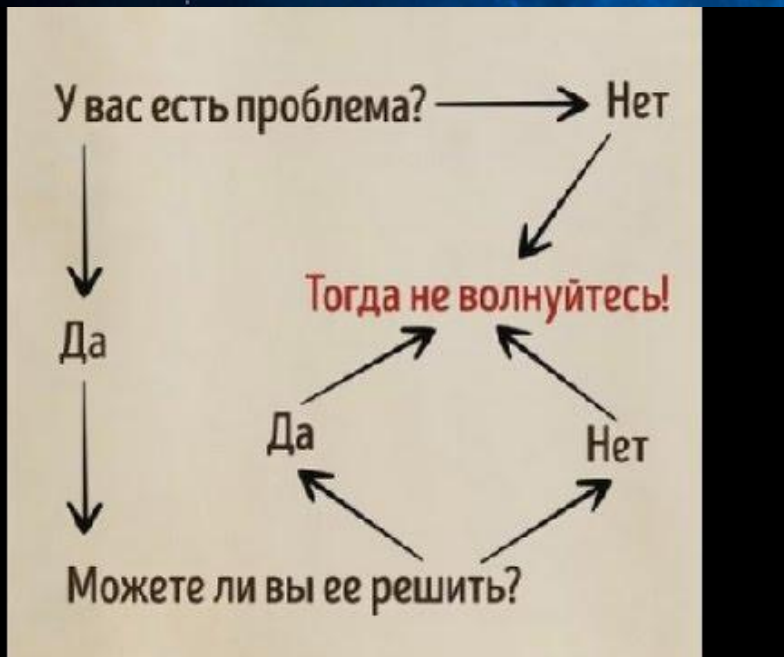 У вас есть проблема? Нет
Тогда не волнуйтесь!
Да
Да Нет
Можете ли вы ее решить?